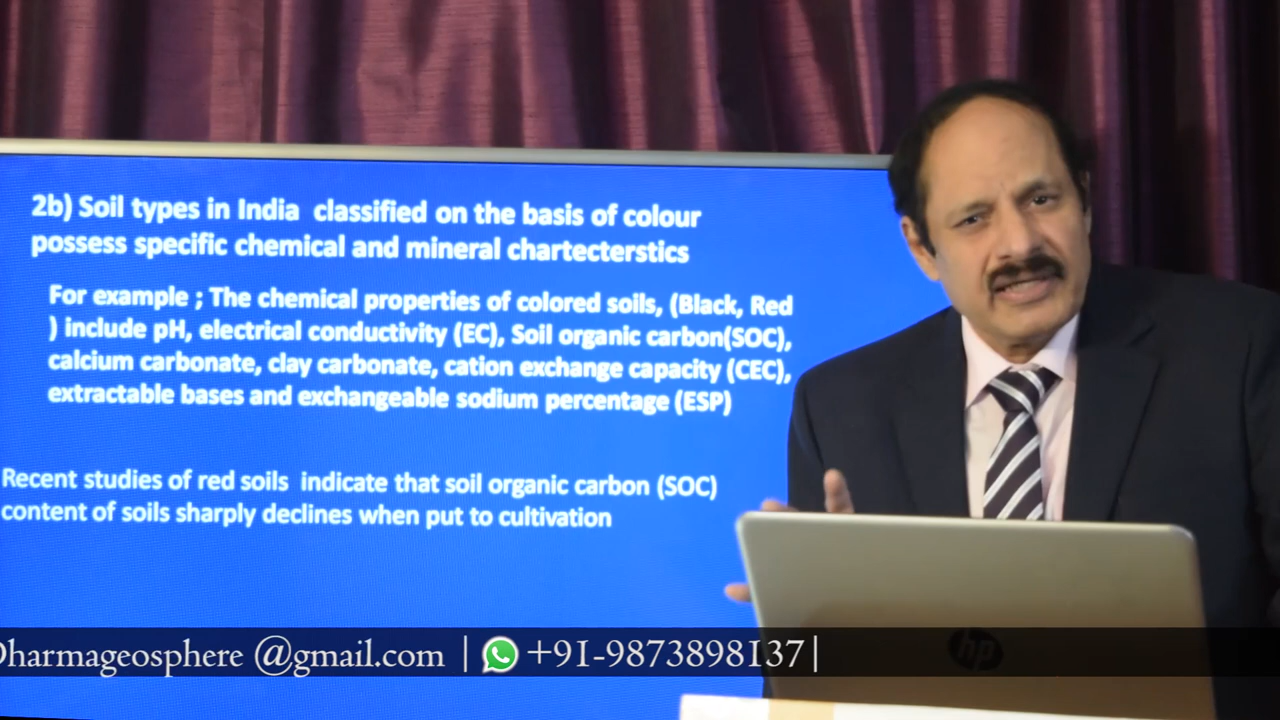 2b) Soil types in India classified on the basis of colour
possess specific chemical and mineral chartecterstics
For example ; The chemical properties of colored soils, (Black, Red
) include pH, electrical conductivity (EC), Soil organic carbon(SOC),
calcium carbonate, clay carbonate, cation exchange capacity (CEC),
extractable bases and exchangeable sodium percentage (ESP)
Recent studies of red soils indicate that soil organic carbon (SOC)
content of soils sharply declines when put to cultivation
Dharmageosphere @gmail.com | +91-9873898137|
hp